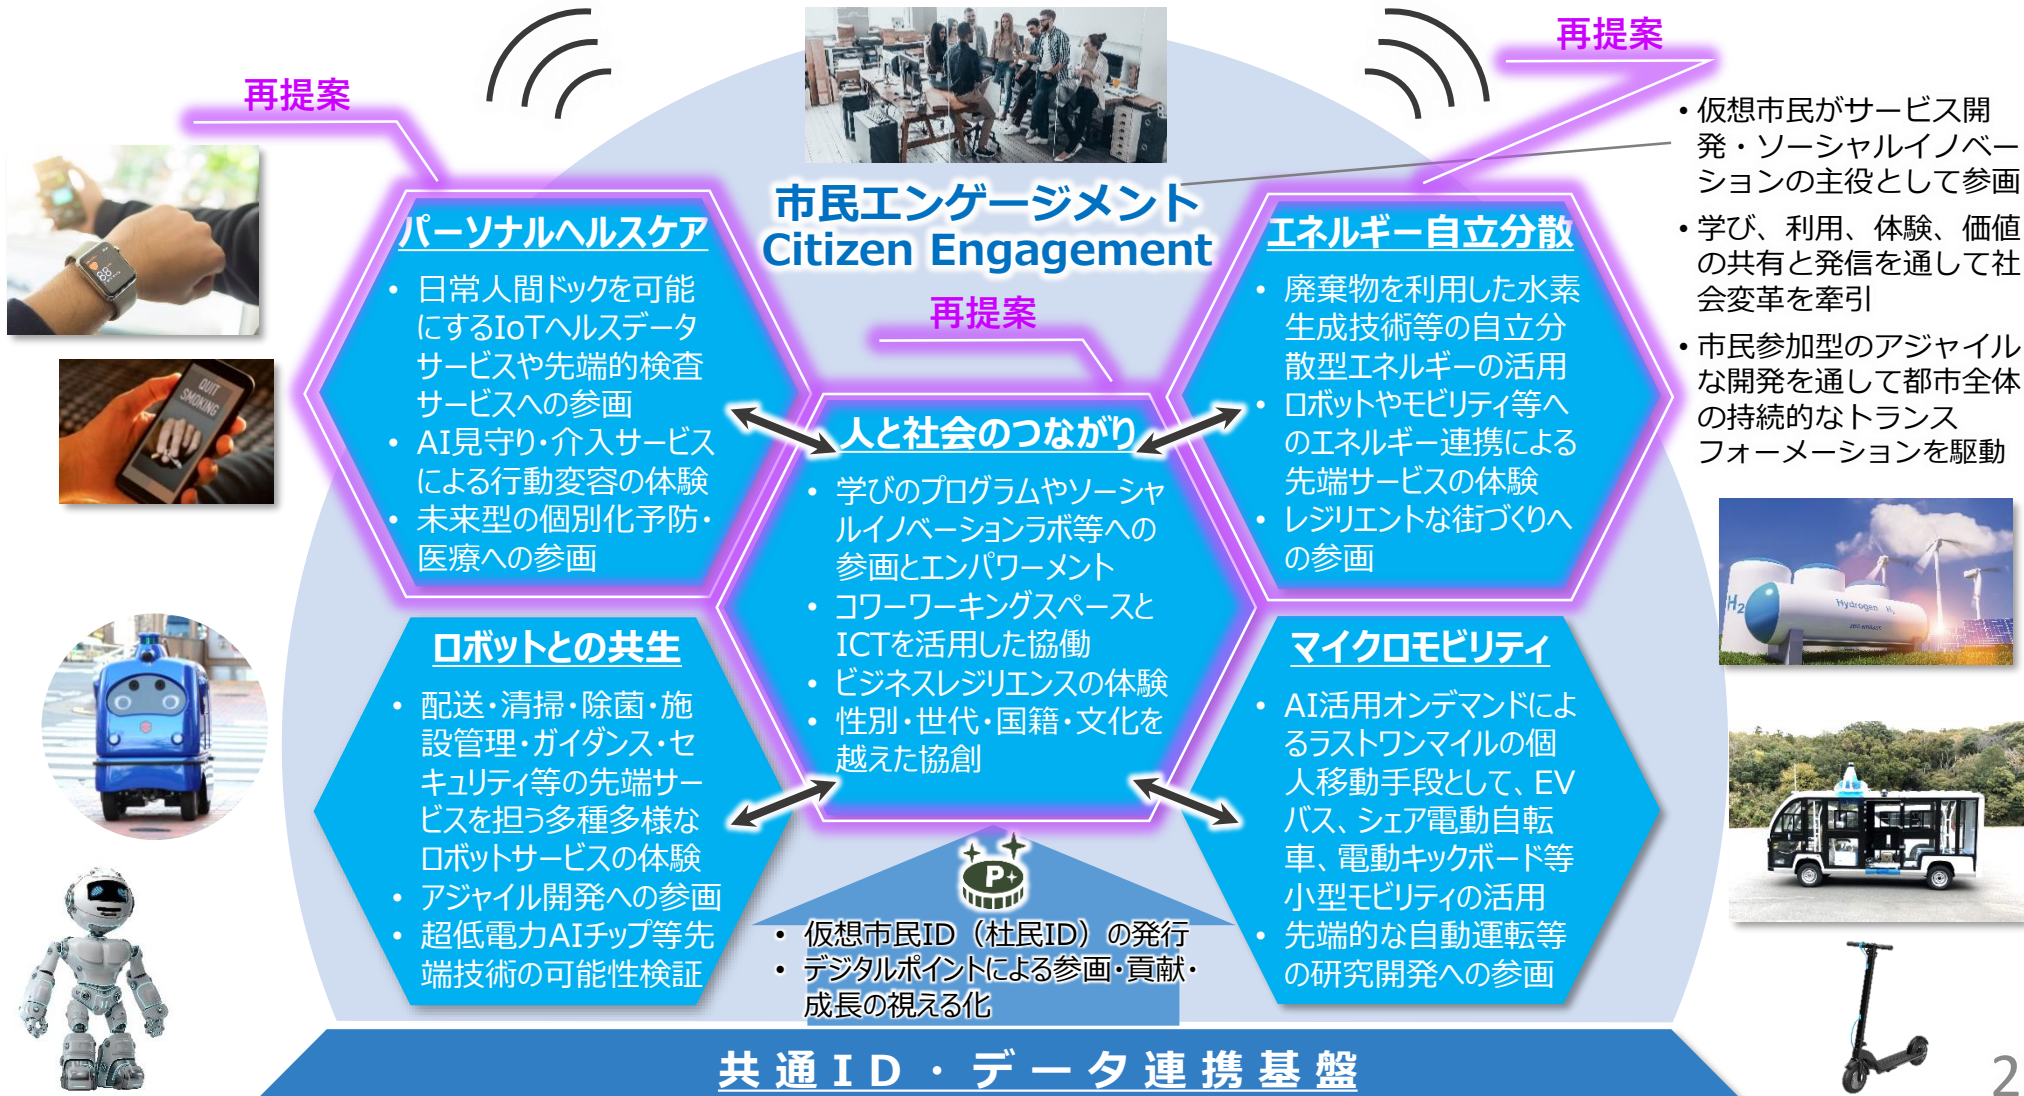 再提案
再提案
再提案
市民エンゲージメント
Citizen Engagement
• 仮想市民がサービス開
発・ソーシャルイノベー
ションの主役として参画
• 学び、利用、体験、価値
の共有と発信を通して社
会変革を牽引
• 市民参加型のアジャイル
な開発を通して都市全体
の持続的なトランス
フォーメーションを駆動
パーソナルヘルスケア
• 日常人間ドックを可能
にするIoTヘルスデータ
サービスや先端的検査
サービスへの参画
• AI見守り・介入サービス
による行動変容の体験
• 未来型の個別化予防・
医療への参画
エネルギー自立分散
• 廃棄物を利用した水素
生成技術等の自立分
散型エネルギーの活用
• ロボットやモビリティ等へ
のエネルギー連携による
先端サービスの体験
• レジリエントな街づくりへ
の参画
人と社会のつながり
• 学びのプログラムやソーシャ
ルイノベーションラボ等への
参画とエンパワーメント
• コワーワーキングスペースと
ICTを活用した協働
• ビジネスレジリエンスの体験
• 性別・世代・国籍・文化を
越えた協創
ロボットとの共生
• 配送・清掃・除菌・施
設管理・ガイダンス・セ
キュリティ等の先端サー
ビスを担う多種多様な
ロボットサービスの体験
• アジャイル開発への参画
• 超低電力AIチップ等先
端技術の可能性検証
マイクロモビリティ
• AI活用オンデマンドによ
るラストワンマイルの個
人移動手段として、EV
バス、シェア電動自転
車、電動キックボード等
小型モビリティの活用
• 先端的な自動運転等
の研究開発への参画
P+
• 仮想市民ID（杜民ID）の発行
• デジタルポイントによる参画・貢献・
成長の視える化
共通ID・データ連携基盤
QUIT
SMOKING
88
H2
Hydrogen H2
2